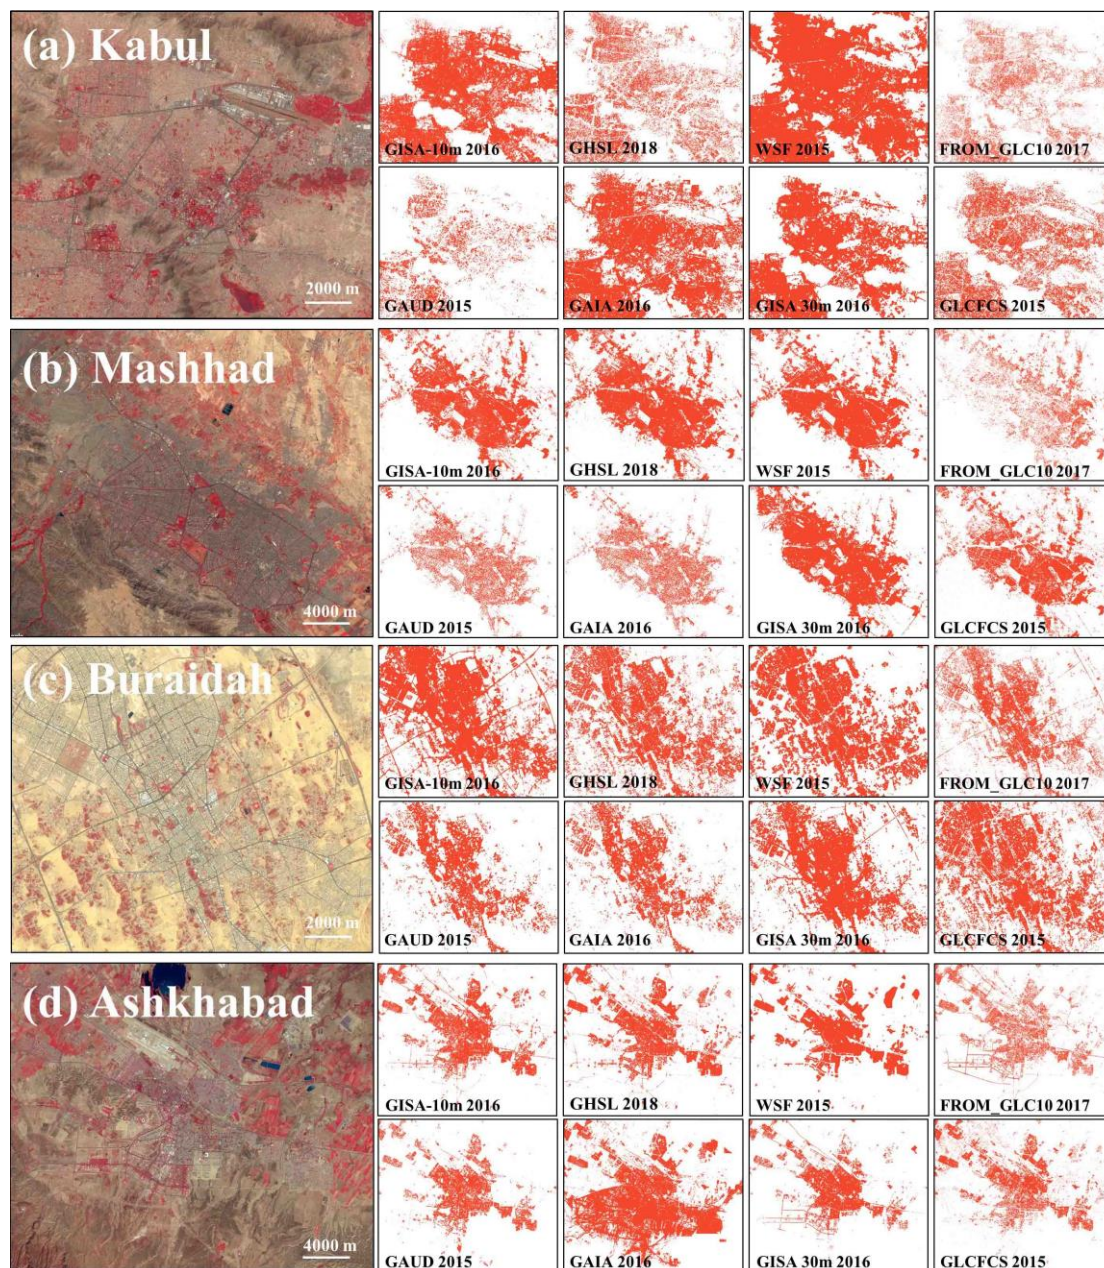 (a) Kabul
2000 m
GISA-10m 2016
GHSL 2018
WSF 2015
FROM_GLC10 2017
GAUD 2015
GAIA 2016
GISA 30m 2016
GLCFCS 2015
(b) Mashhad
4000 m
GISA-10m 2016
GHSL 2018
WSF 2015
FROM_GLC10 2017
GAUD 2015
GAIA 2016
GISA 30m 2016
GLCFCS 2015
(c) Buraidah
2000 m
GISA-10m 2016
GHSL 2018
WSF 2015
FROM_GLC10 2017
GAUD 2015
GAIA 2016
GISA 30m 2016
GLCFCS 2015
(d) Ashkhabad
4000 m
GISA-10m 2016
GHSL 2018
WSF 2015
FROM_GLC10 2017
GAUD 2015
GAIA 2016
GISA 30m 2016
GLCFCS 2015